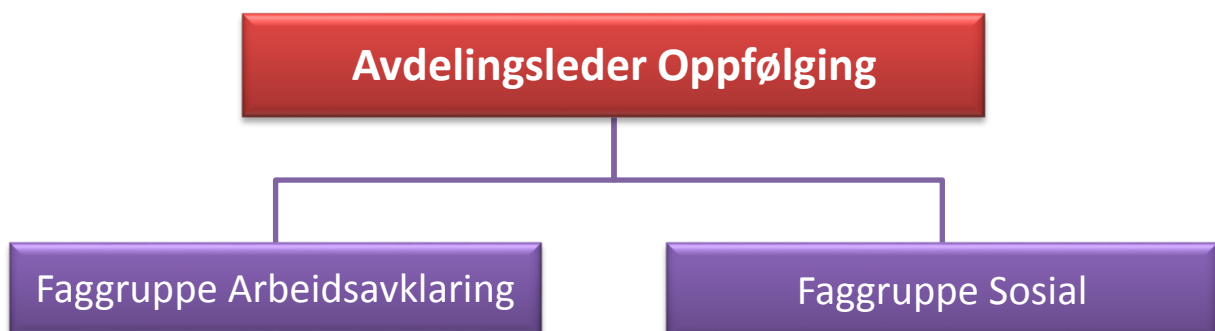 Avdelingsleder Oppfølging
Faggruppe Arbeidsavklaring
Faggruppe Sosial